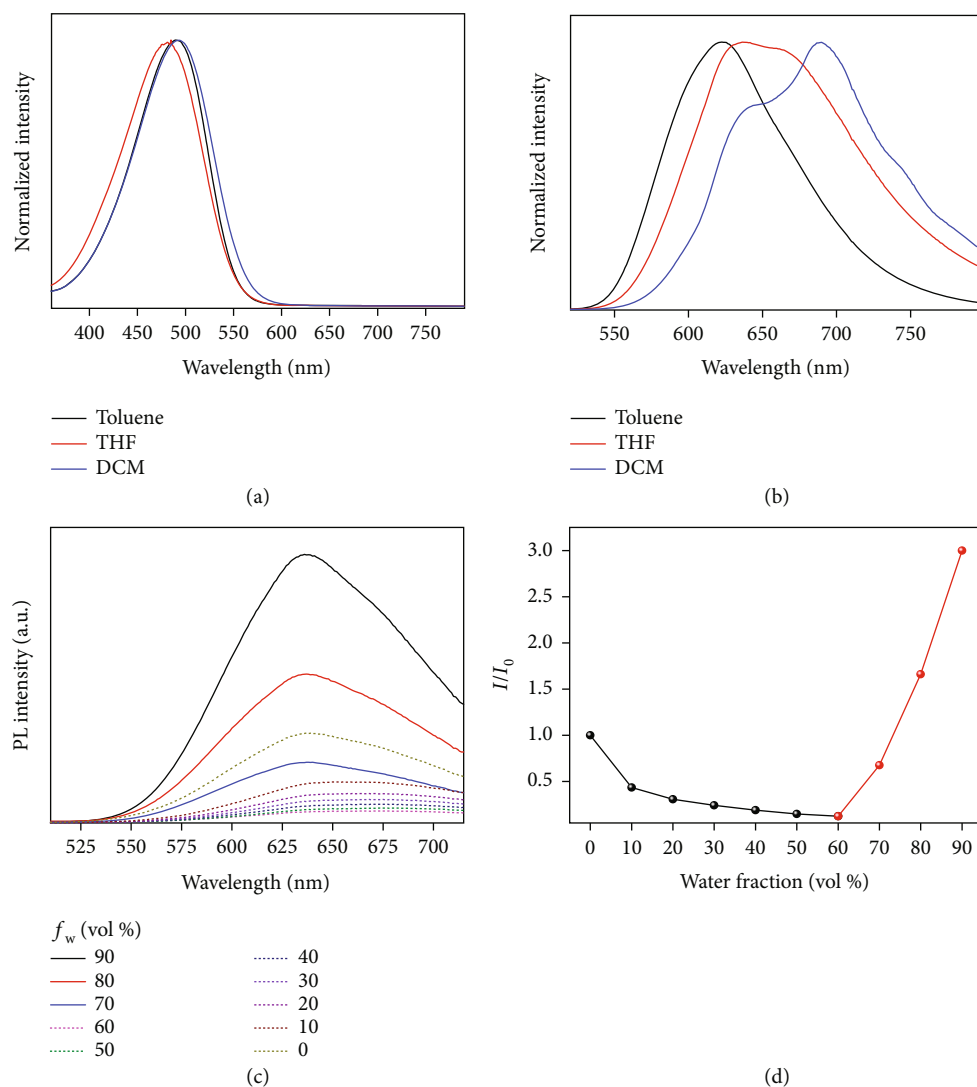 Normalized intensity
400 450 500 550 600 650 700 750
Wavelength (nm)
Toluene
THF
DCM
(a)
Normalized intensity
550 600 650 700 750
Wavelength (nm)
Toluene
THF
DCM
(b)
PL intensity (a.u.)
525 550 575 600 625 650 675 700
Wavelength (nm)
f_w (vol %)
90
80
70
60
50
40
30
20
10
0
(c)
I/I_0
3.0
2.5
2.0
1.5
1.0
0.5
0 10 20 30 40 50 60 70 80 90
Water fraction (vol %)
(d)